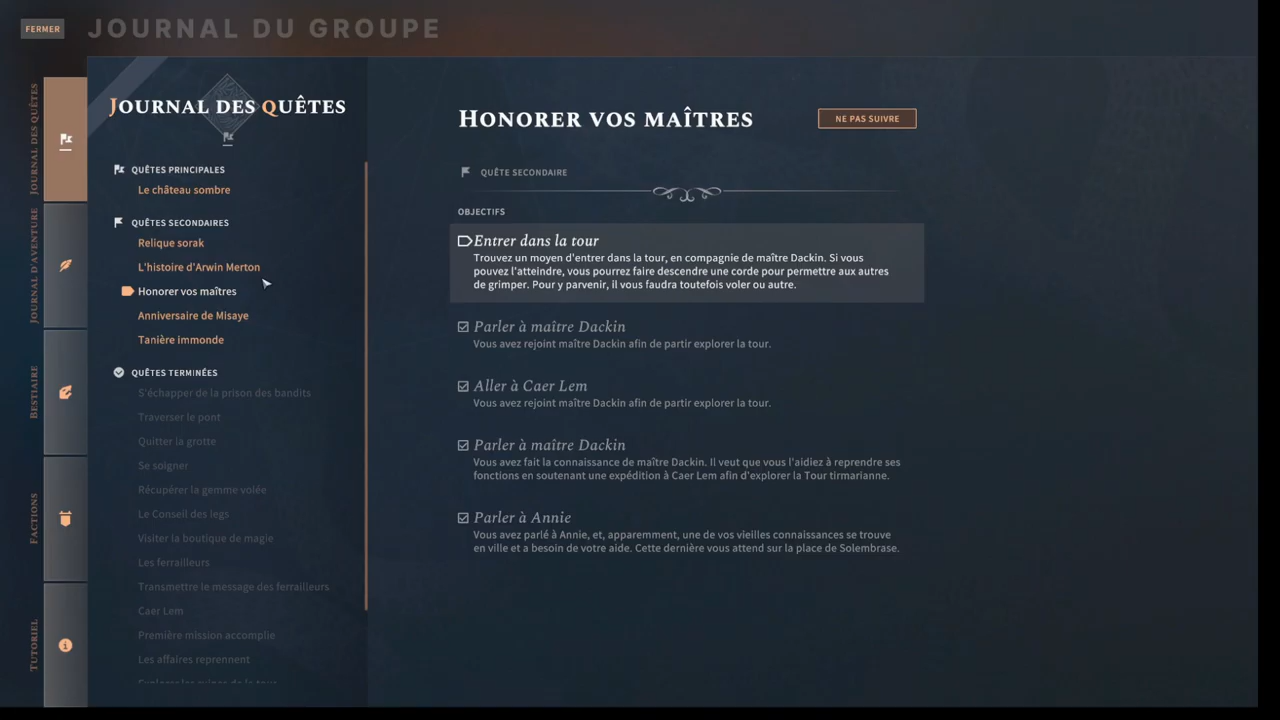 FERMER
JOURNAL DU GROUPE
JOURNAL DES QUÊTES
JOURNAL D'AVENTURE
BESTIAIRE
FACTIONS
TUTORIEL
JOURNAL DES QUÊTES
QUÊTES PRINCIPALES
Le château sombre
QUÊTES SECONDAIRES
Relique sorak
L'histoire d'Arwin Merton
Honorer vos maîtres
Anniversaire de Misaye
Tanière immonde
QUÊTES TERMINÉES
S'échapper de la prison des bandits
Traverser le pont
Quitter la grotte
Se soigner
Récupérer la gemme volée
Le Conseil des legs
Visiter la boutique de magie
Les ferrailleurs
Transmettre le message des ferrailleurs
Caer Lem
Première mission accomplie
Les affaires reprennent
HONORER VOS MAÎTRES
NE PAS SUIVRE
QUÊTE SECONDAIRE
OBJECTIFS
Entrer dans la tour
Trouvez un moyen d'entrer dans la tour, en compagnie de maître Dackin. Si vous
pouvez l'atteindre, vous pourrez faire descendre une corde pour permettre aux autres
de grimper. Pour y parvenir, il vous faudra toutefois voler ou autre.
Parler à maître Dackin
Vous avez rejoint maître Dackin afin de partir explorer la tour.
Aller à Caer Lem
Vous avez rejoint maître Dackin afin de partir explorer la tour.
Parler à maître Dackin
Vous avez fait la connaissance de maître Dackin. Il veut que vous l'aidiez à reprendre ses
fonctions en soutenant une expédition à Caer Lem afin d'explorer la Tour tirmarianne.
Parler à Annie
Vous avez parlé à Annie, et, apparemment, une de vos vieilles connaissances se trouve
en ville et a besoin de votre aide. Cette dernière vous attend sur la place de Solembrase.